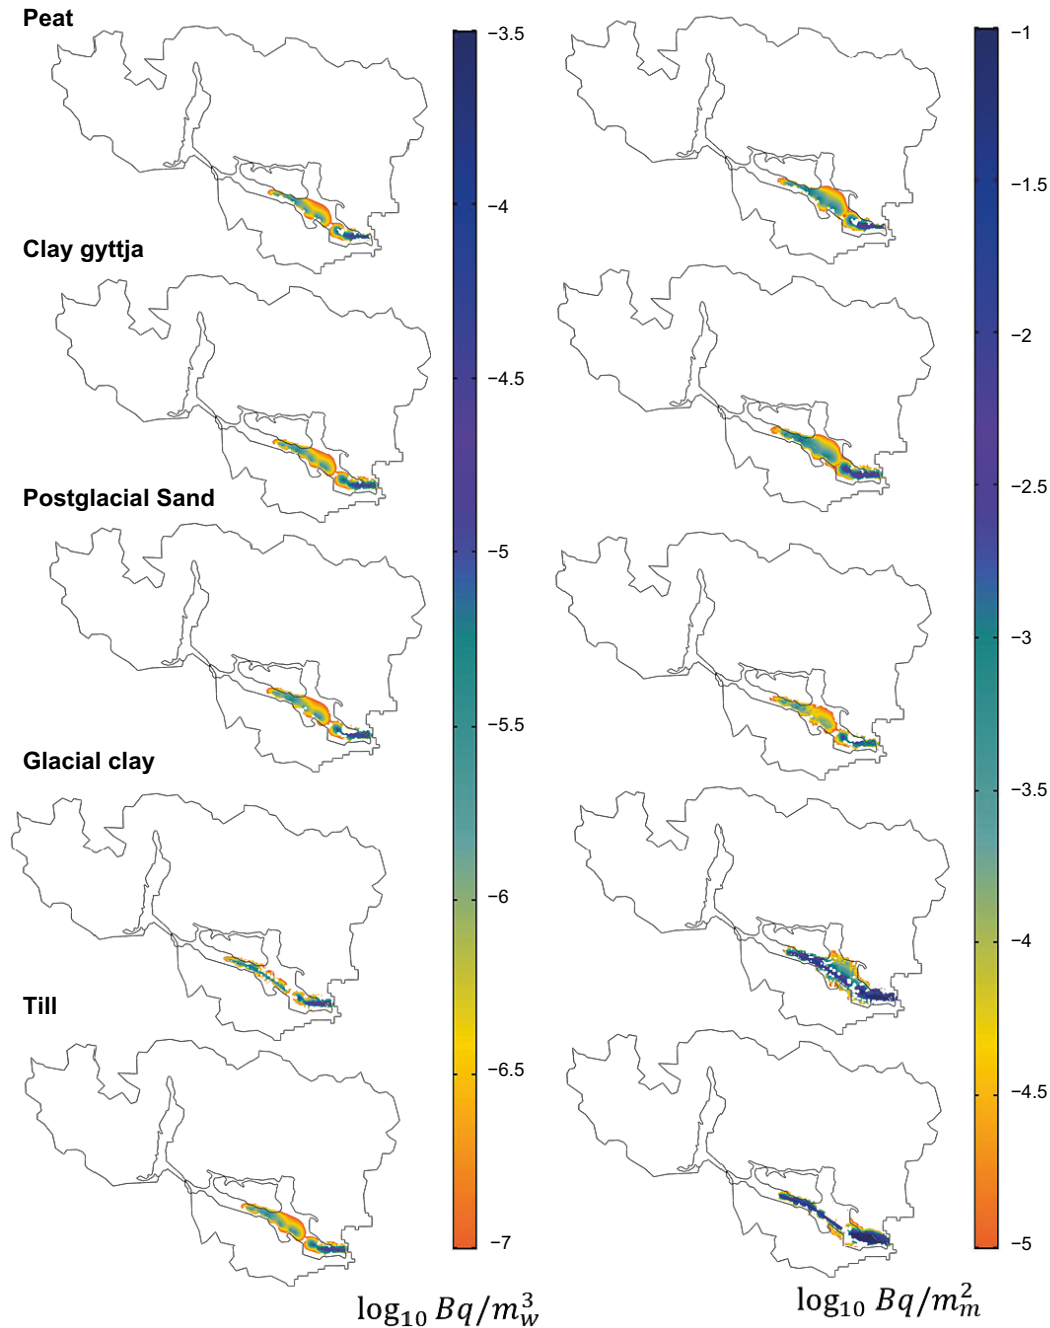 Peat
−3.5
−1
−1.5
−4
Clay gyttja
−2
−4.5
−2.5
Postglacial Sand
−5
−3
−5.5
Glacial clay
−3.5
−6
−4
Till
−6.5
−4.5
−7
−5
log₁₀ Bq/m³w
log₁₀ Bq/m²m